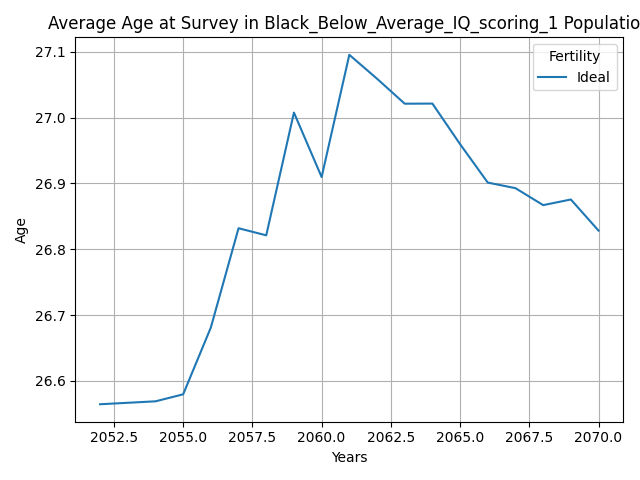 Average Age at Survey in Black_Below_Average_IQ_scoring_1 Populatio
Fertility
Ideal
27.1
27.0
26.9
26.8
26.7
26.6
Age
2052.5 2055.0 2057.5 2060.0 2062.5 2065.0 2067.5 2070.0
Years